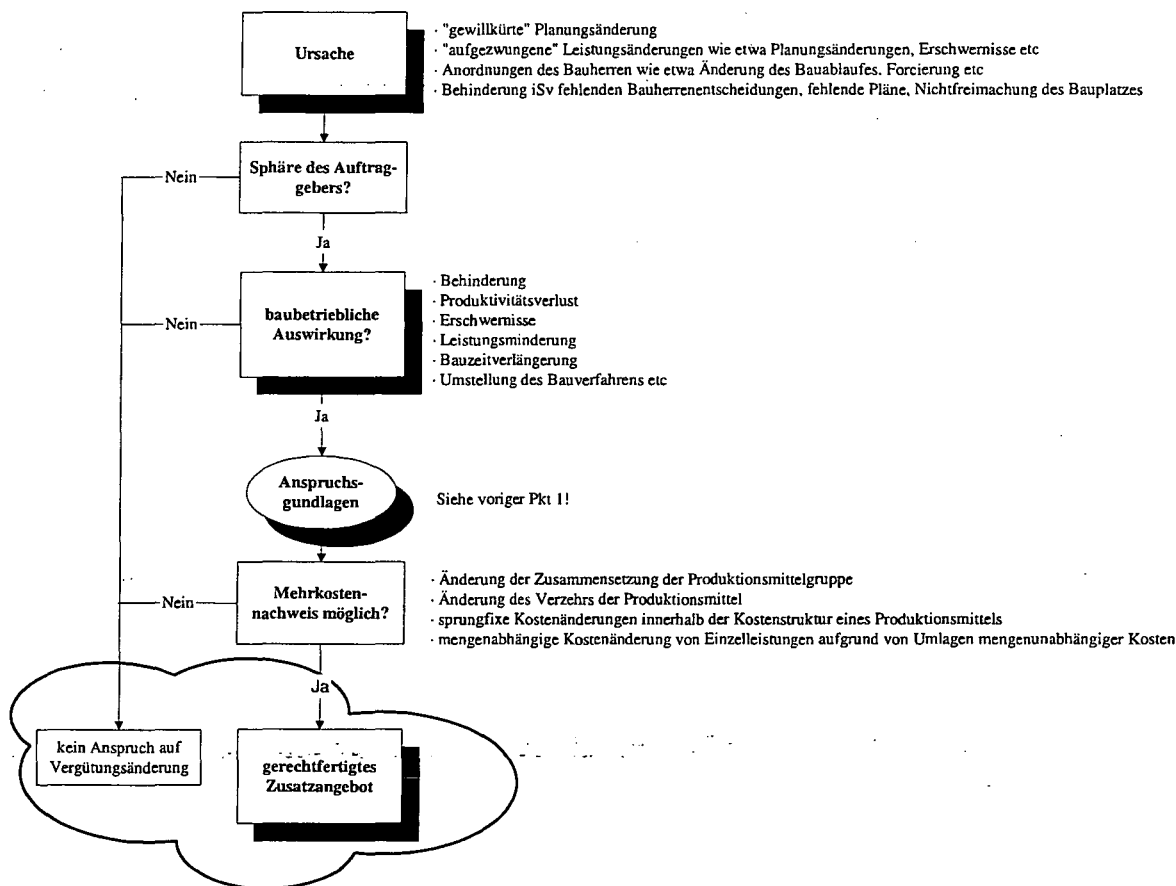 Ursache
· "gewillkürte" Planungsänderung
· "aufgezwungene" Leistungsänderungen wie etwa Planungsänderungen, Erschwernisse etc
· Anordnungen des Bauherren wie etwa Änderung des Bauablaufes. Forcierung etc
· Behinderung iSv fehlenden Bauherrenentscheidungen, fehlende Pläne, Nichtfreimachung des Bauplatzes
Nein
Sphäre des Auftrag-
gebers?
Ja
Nein
baubetriebliche
Auswirkung?
· Behinderung
· Produktivitätsverlust
· Erschwernisse
· Leistungsminderung
· Bauzeitverlängerung
· Umstellung des Bauverfahrens etc
Ja
Anspruchs-
gundlagen
Siehe voriger Pkt 1!
Nein
Mehrkosten-
nachweis möglich?
· Änderung der Zusammensetzung der Produktionsmittelgruppe
· Änderung des Verzehrs der Produktionsmittel
· sprungfixe Kostenänderungen innerhalb der Kostenstruktur eines Produktionsmittels
· mengenabhängige Kostenänderung von Einzelleistungen aufgrund von Umlagen mengenunabhängiger Kosten
Ja
kein Anspruch auf
Vergütungsänderung
gerechtfertigtes
Zusatzangebot